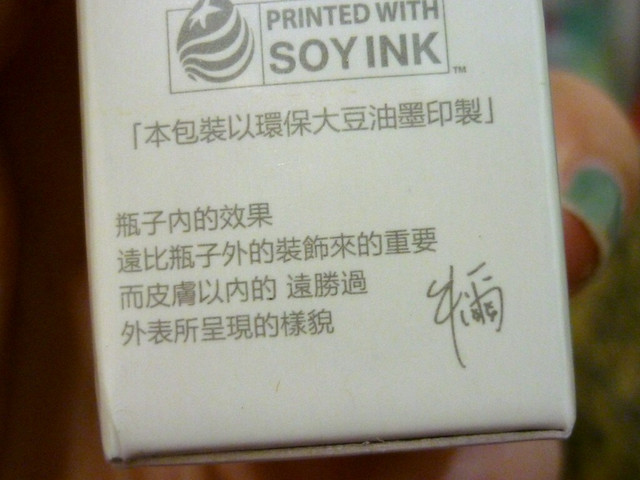 PRINTED WITH
SOY INK™
「本包裝以環保大豆油墨印製」
瓶子內的效果
遠比瓶子外的裝飾來的重要
而皮膚以內的 遠勝過
外表所呈現的樣貌